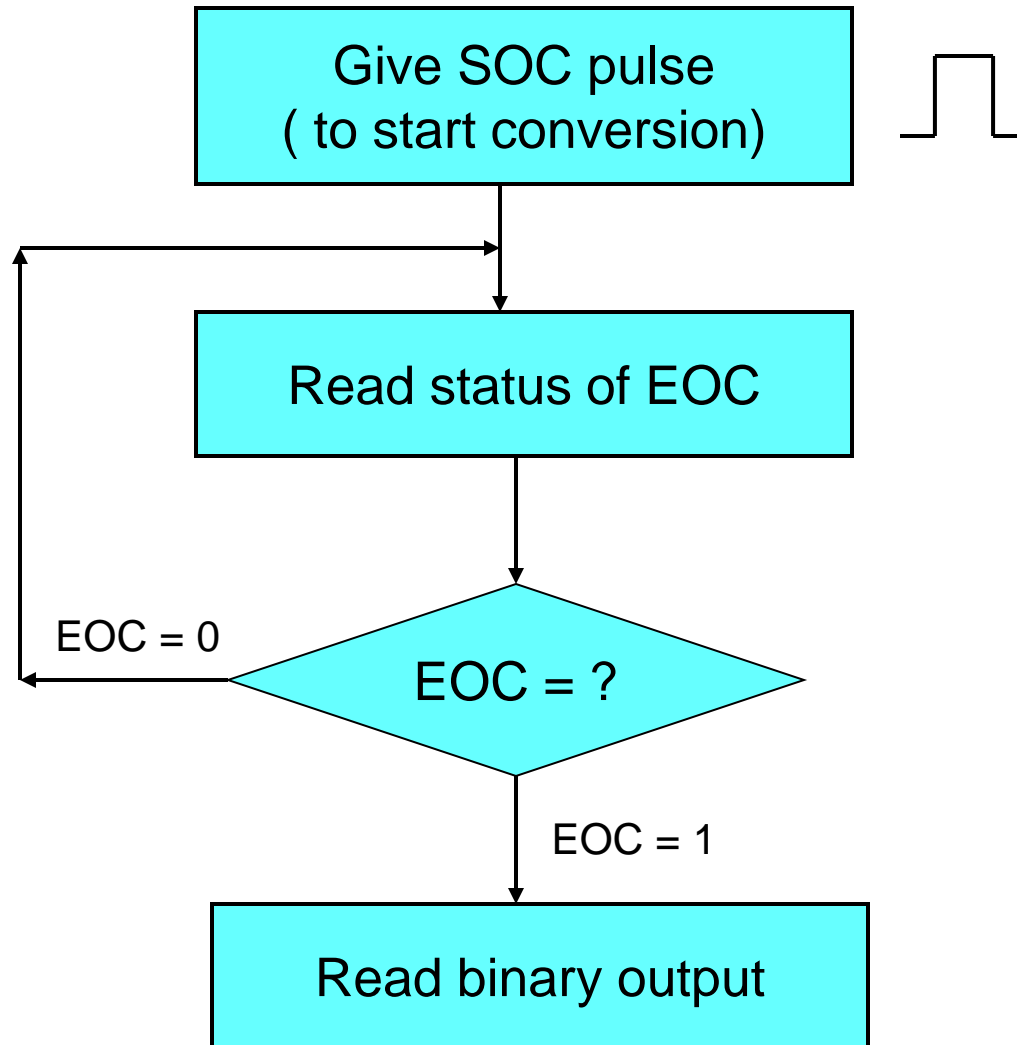 Give SOC pulse
( to start conversion)
Read status of EOC
EOC = 0
EOC = ?
EOC = 1
Read binary output